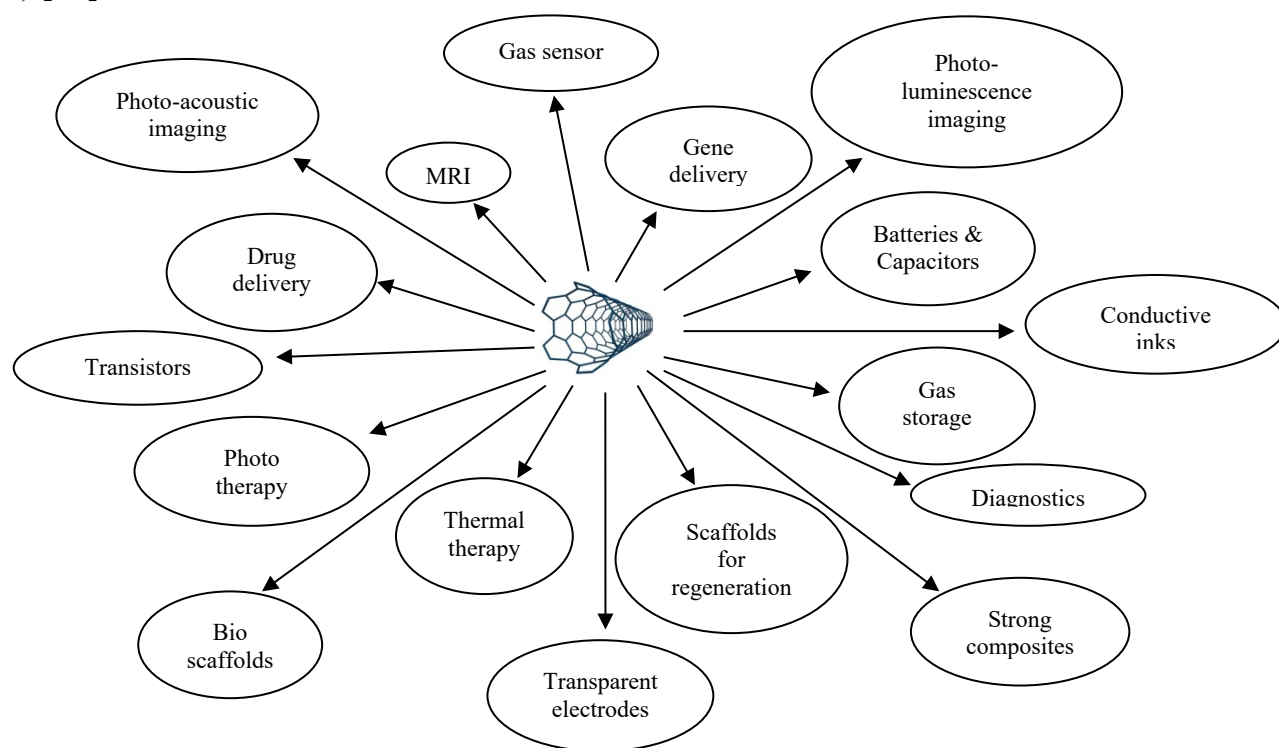 Gas sensor
Photo-
luminescence
imaging
Photo-acoustic
imaging
Gene
delivery
MRI
Batteries &
Capacitors
Drug
delivery
Conductive
inks
Transistors
Gas
storage
Photo
therapy
Diagnostics
Thermal
therapy
Scaffolds
for
regeneration
Bio
scaffolds
Strong
composites
Transparent
electrodes